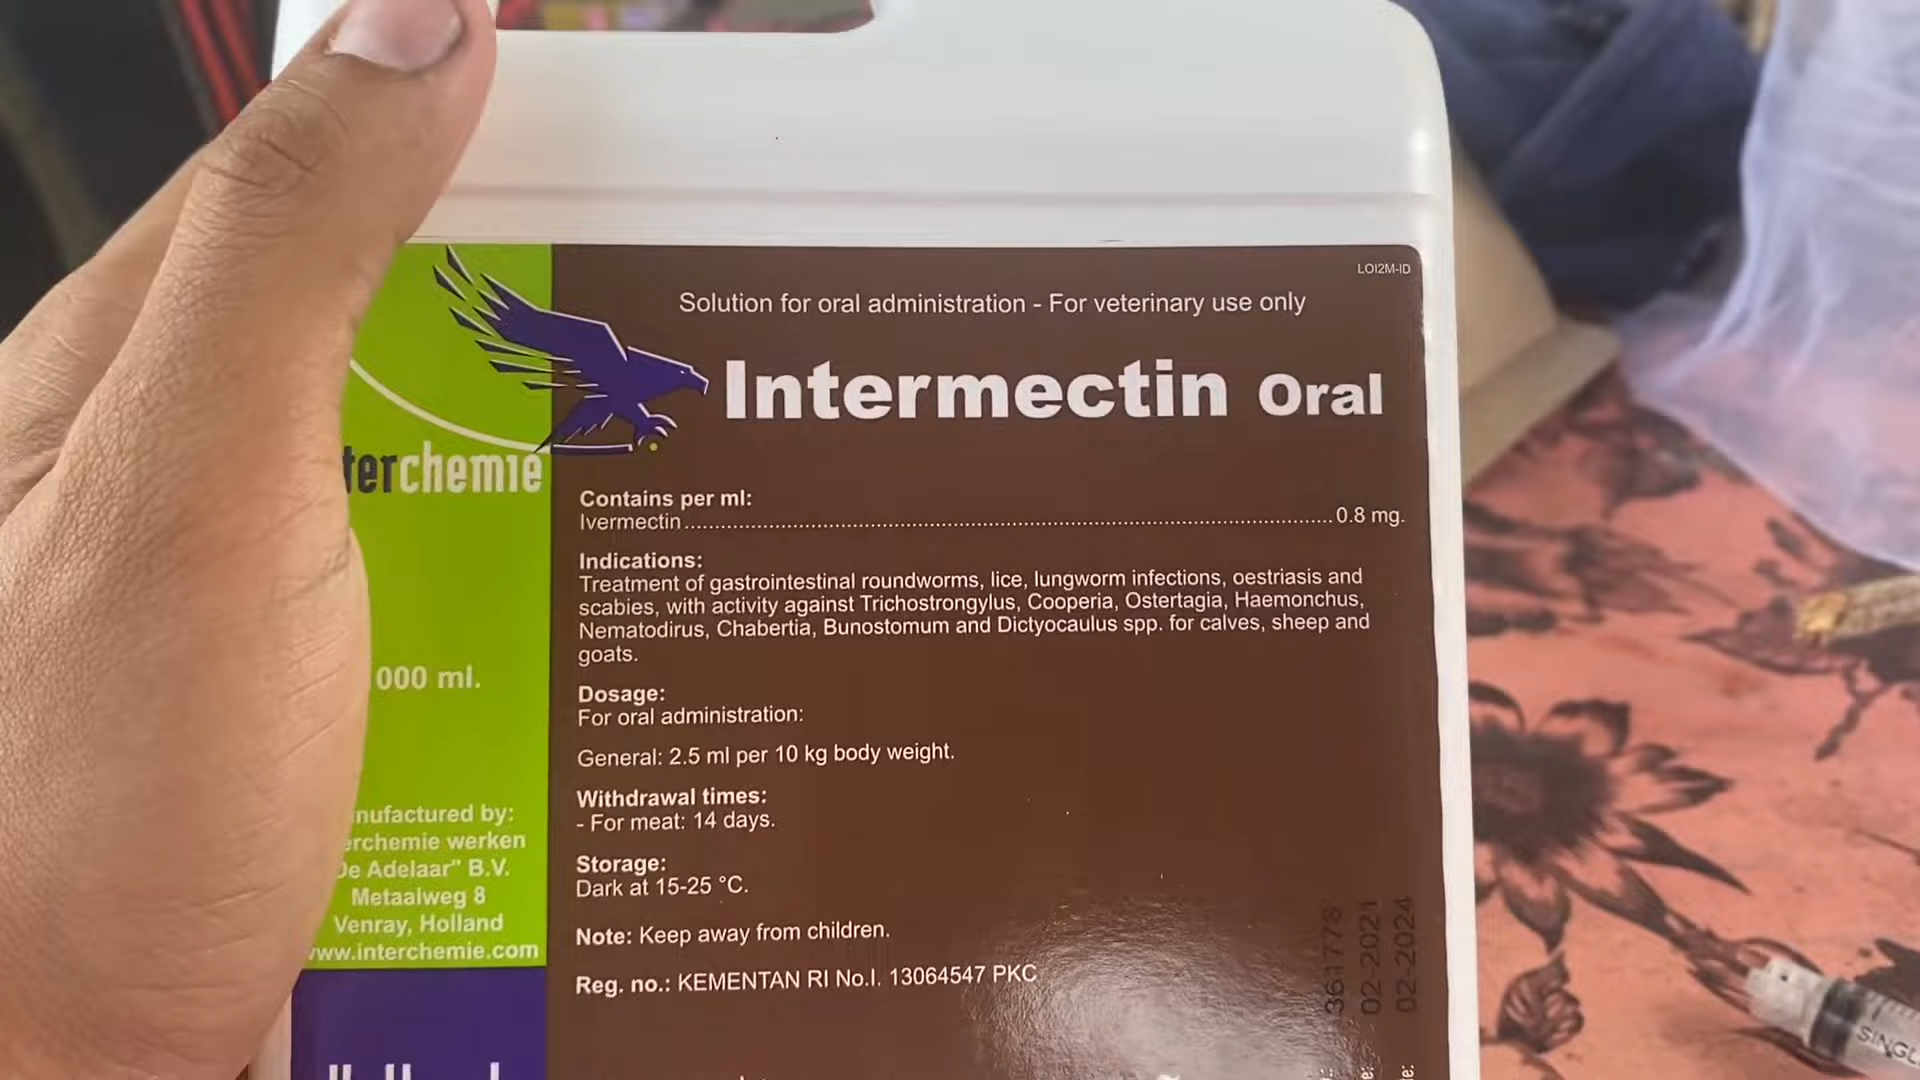 LOI2M-ID
Solution for oral administration - For veterinary use only
Intermectin Oral
terchemie
Contains per ml:
Ivermectin........................0.8 mg.
Indications:
Treatment of gastrointestinal roundworms, lice, lungworm infections, oestriasis and
scabies, with activity against Trichostrongylus, Cooperia, Ostertagia, Haemonchus,
Nematodirus, Chabertia, Bunostomum and Dictyocaulus spp. for calves, sheep and
goats.
000 ml.
Dosage:
For oral administration:
General: 2.5 ml per 10 kg body weight.
Withdrawal times:
- For meat: 14 days.
Storage:
Dark at 15-25 °C.
Note: Keep away from children.
Reg. no.: KEMENTAN RI No.I. 13064547 PKC
nufactured by:
erchemie werken
De Adelaar" B.V.
Metaalweg 8
Venray, Holland
www.interchemie.com
361778
02-2021
02-2024